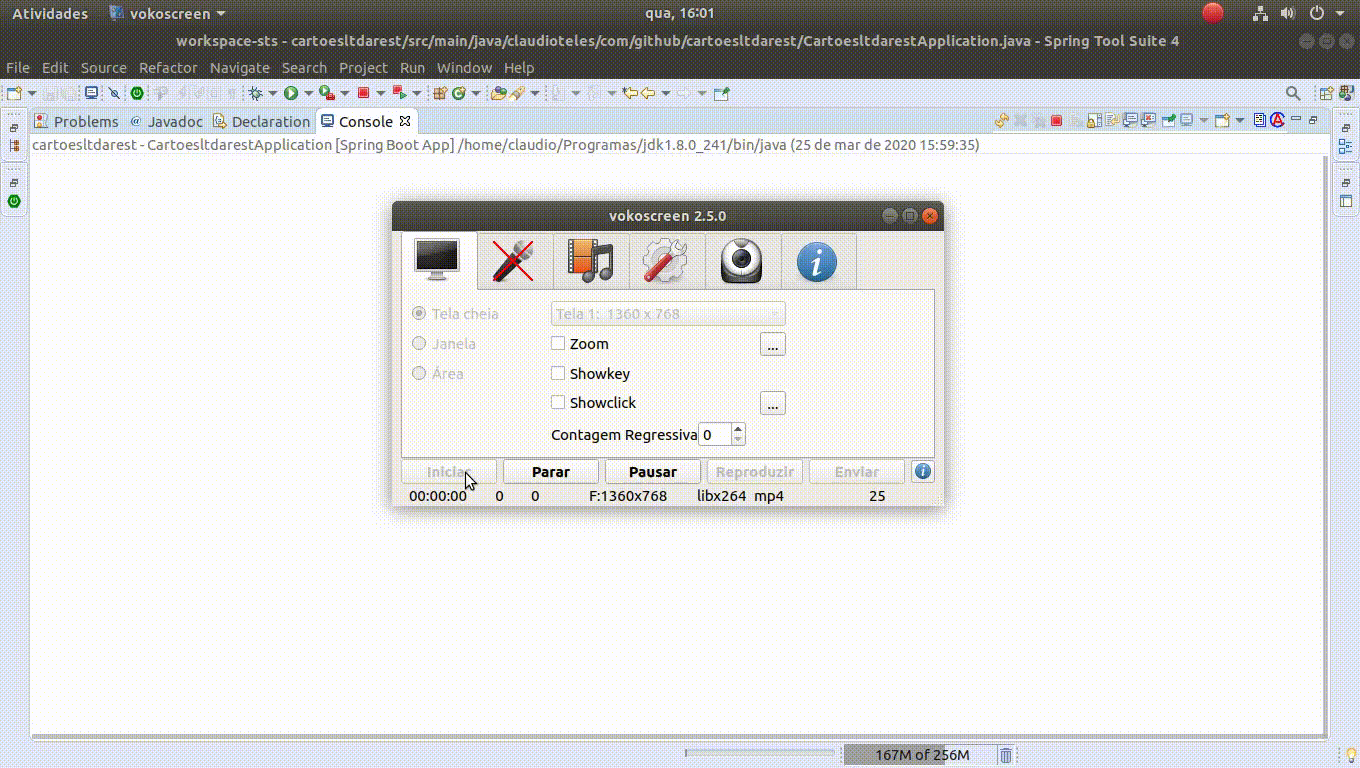 Atividades vokoscreen qua, 16:01
workspace-sts - cartoesltdarest/src/main/java/claudioteles/com/github/cartoesltdarest/CartoesltdarestApplication.java - Spring Tool Suite 4
File Edit Source Refactor Navigate Search Project Run Window Help
Problems @ Javadoc Declaration Console
cartoesltdarest - CartoesltdarestApplication [Spring Boot App] /home/claudio/Programas/jdk1.8.0_241/bin/java (25 de mar de 2020 15:59:35)
vokoscreen 2.5.0
Tela cheia Tela 1: 1360 x 768
Janela Zoom ...
Área Showkey
Showclick ...
Contagem Regressiva 0
Iniciar Parar Pausar Reproduzir Enviar
00:00:00 0 0 F:1360x768 libx264 mp4 25
167M of 256M